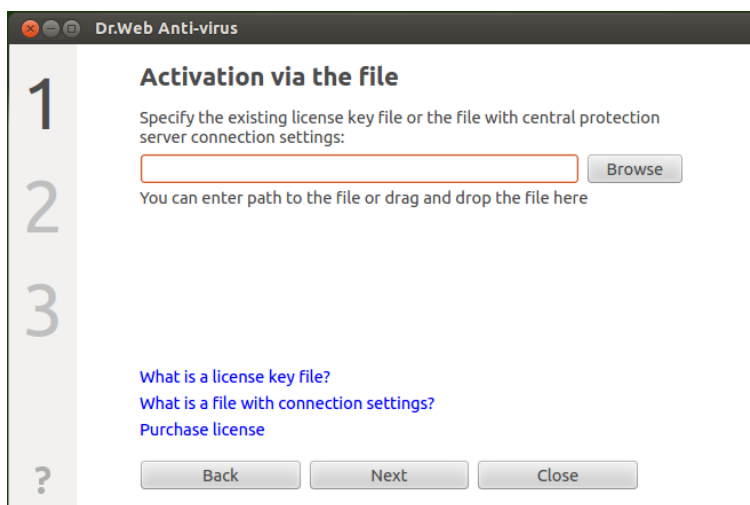 Dr.Web Anti-virus
1
2
3
?
Activation via the file
Specify the existing license key file or the file with central protection
server connection settings:
Browse
You can enter path to the file or drag and drop the file here
What is a license key file?
What is a file with connection settings?
Purchase license
Back Next Close